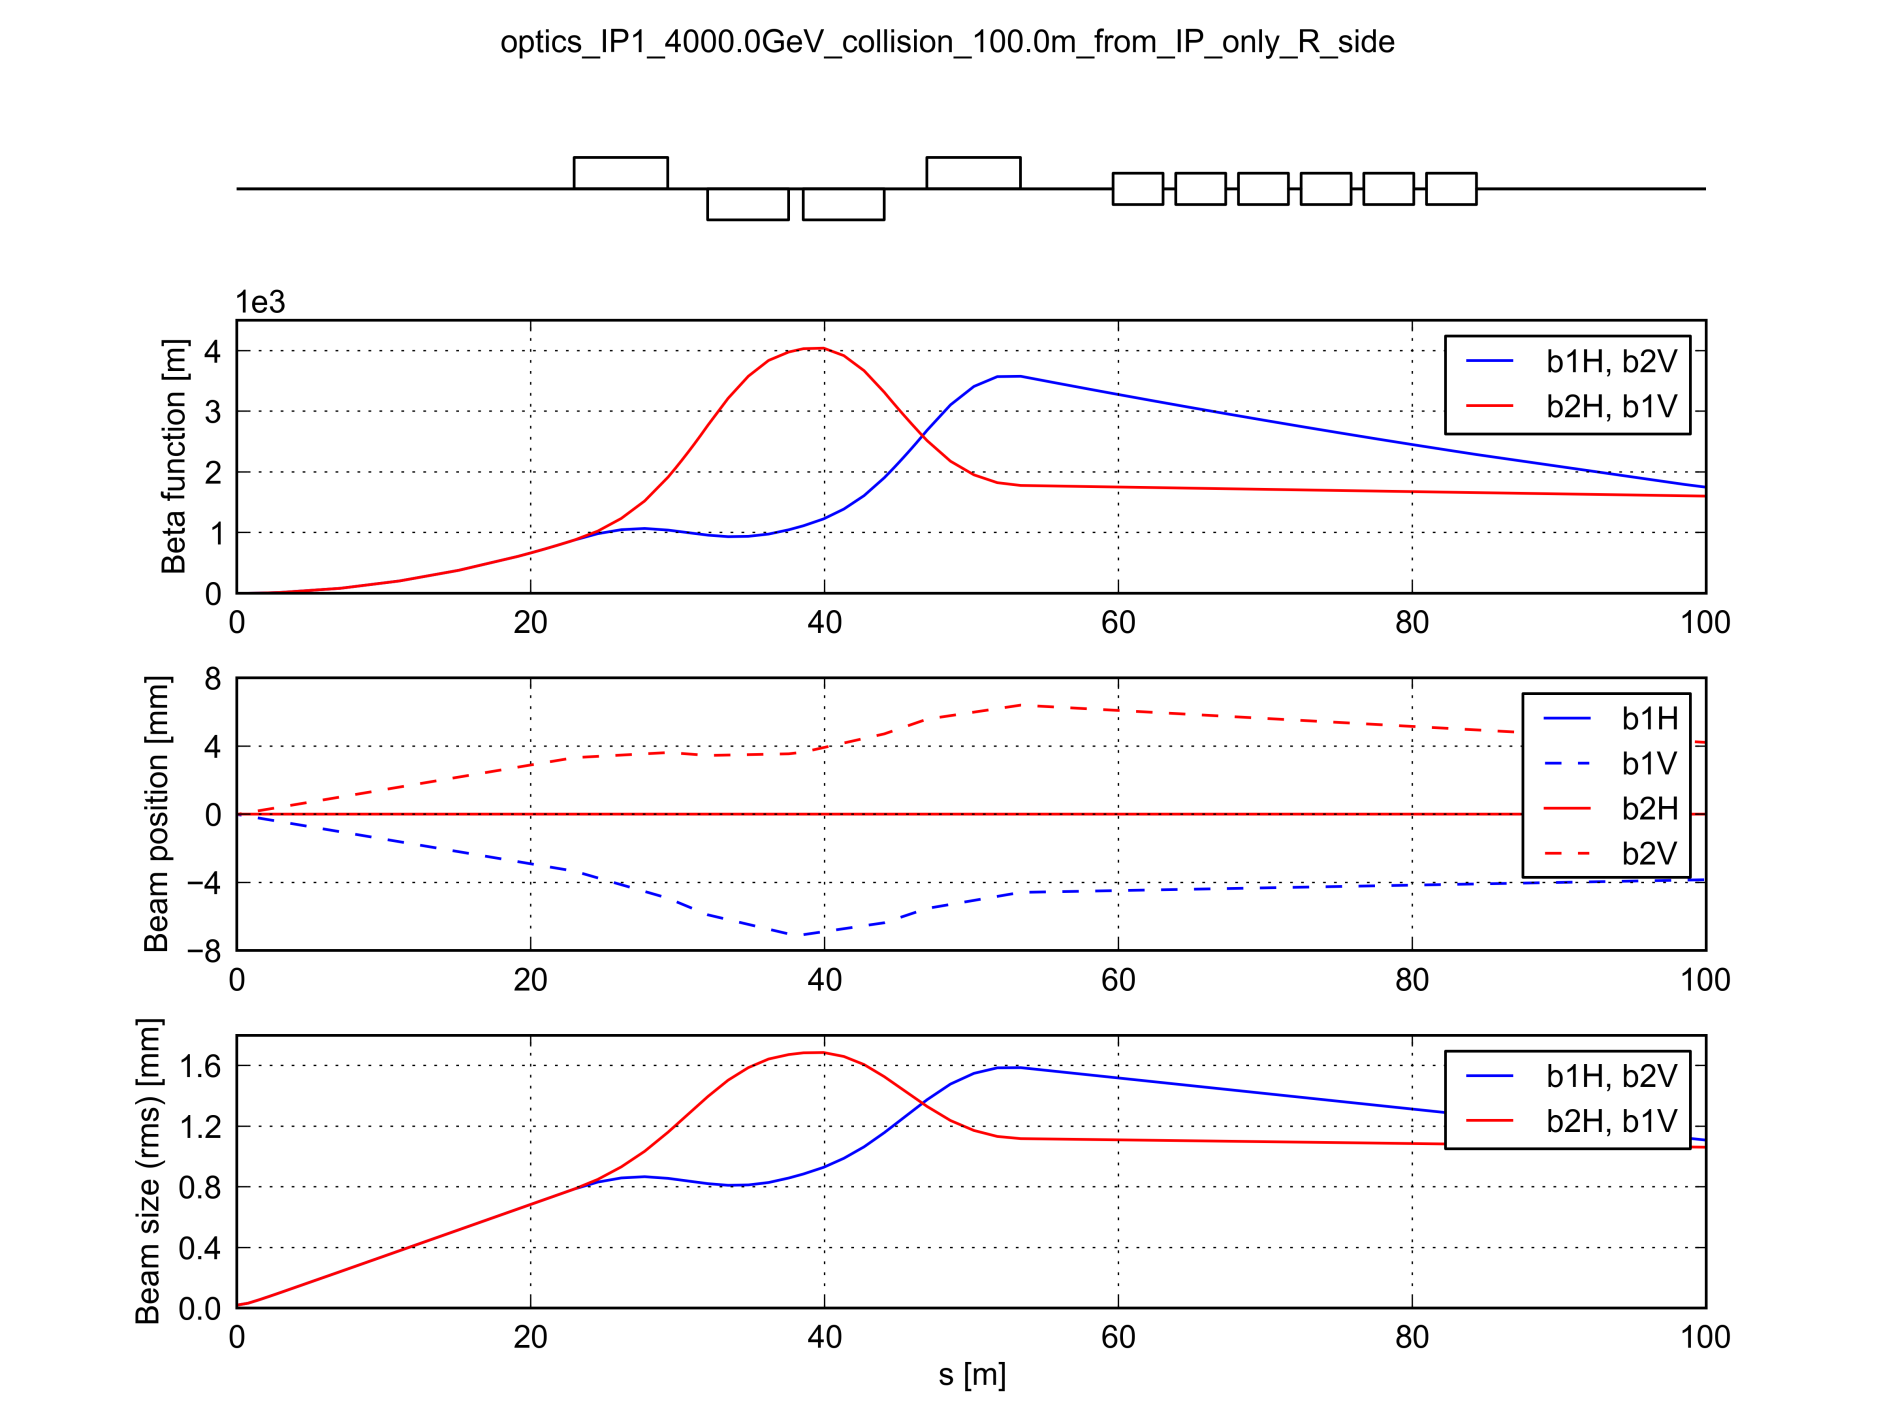 optics_IP1_4000.0GeV_collision_100.0m_from_IP_only_R_side
1e3
Beta function [m]
4
3
2
1
0
b1H, b2V
b2H, b1V
0 20 40 60 80 100
Beam position [mm]
8
4
0
−4
−8
b1H
b1V
b2H
b2V
0 20 40 60 80 100
Beam size (rms) [mm]
1.6
1.2
0.8
0.4
0.0
b1H, b2V
b2H, b1V
0 20 40 60 80 100
s [m]